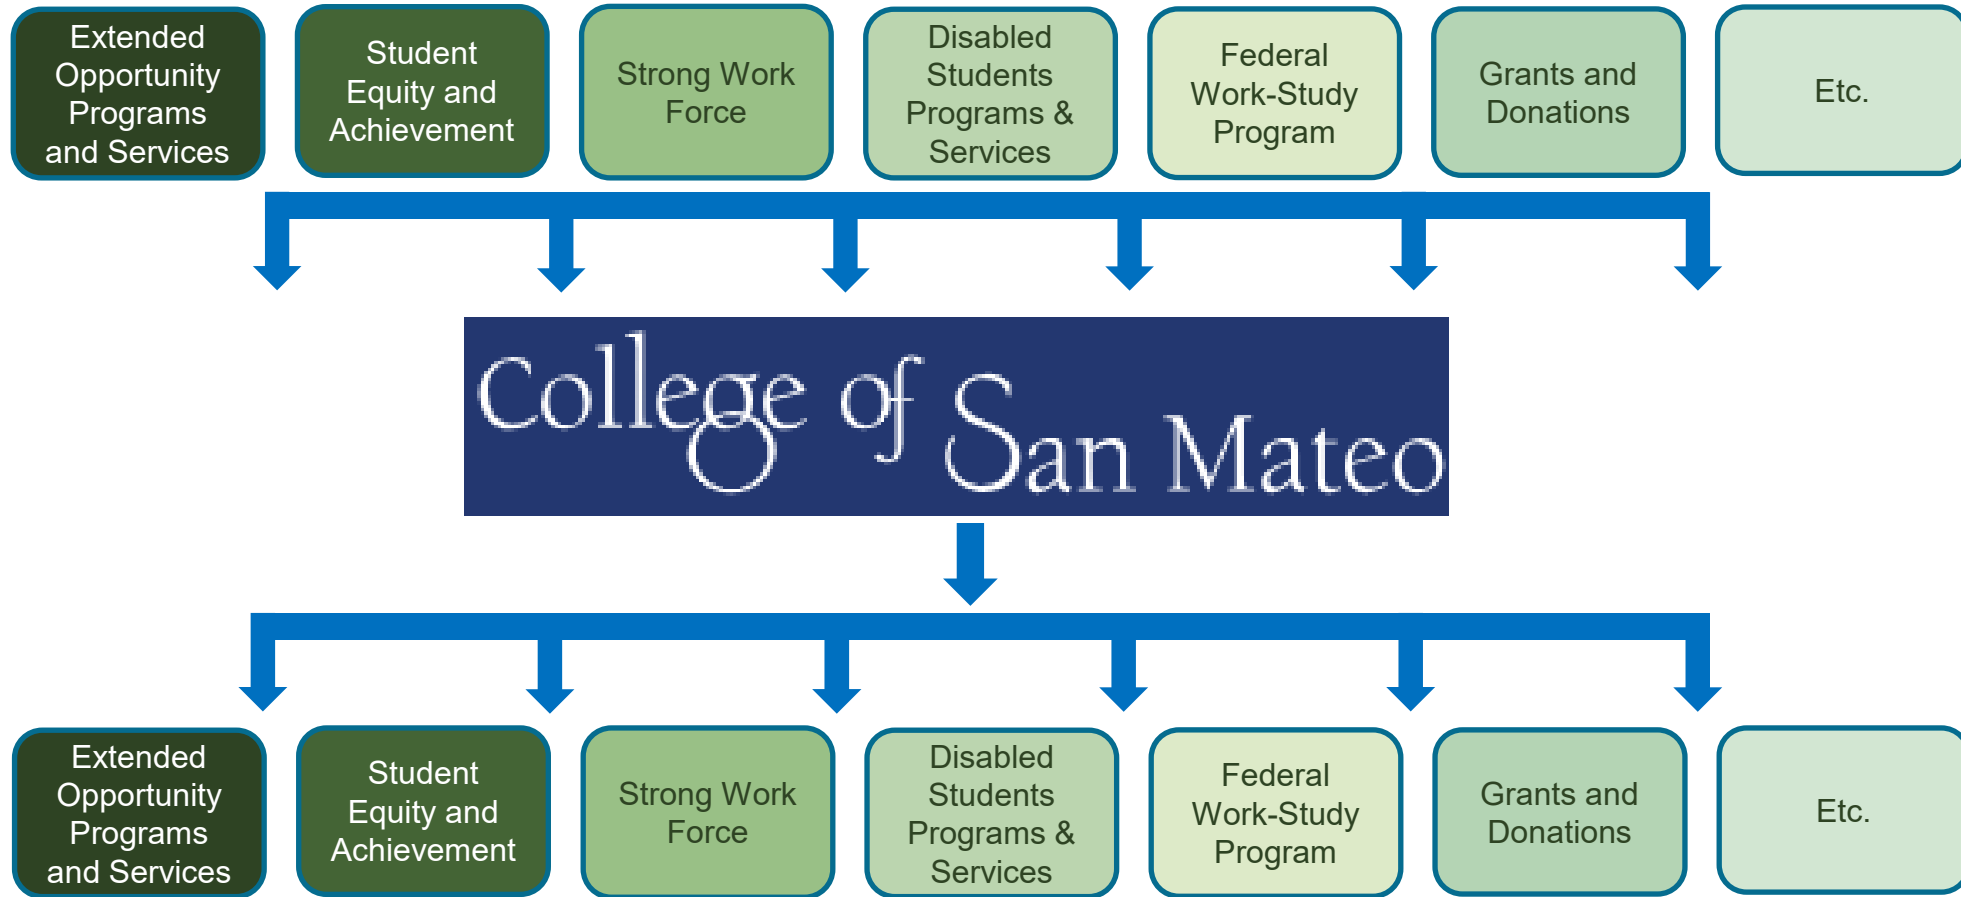 Extended
Opportunity
Programs
and Services
Student
Equity and
Achievement
Strong Work
Force
Disabled
Students
Programs &
Services
Federal
Work-Study
Program
Grants and
Donations
Etc.
College of San Mateo
Extended
Opportunity
Programs
and Services
Student
Equity and
Achievement
Strong Work
Force
Disabled
Students
Programs &
Services
Federal
Work-Study
Program
Grants and
Donations
Etc.